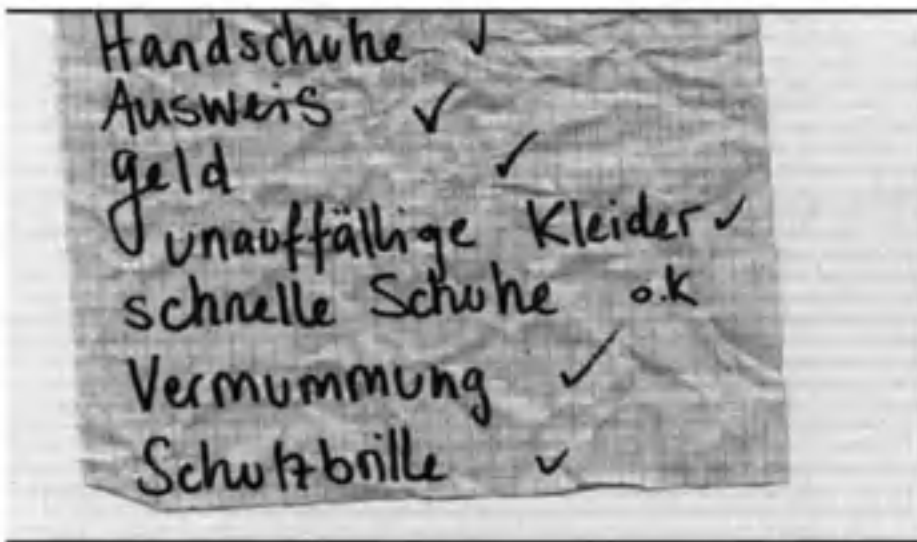 Handschuhe ✓
Ausweis ✓
Geld ✓
unauffällige Kleider ✓
schnelle Schuhe o.k
Vermummung ✓
Schutzbrille ✓